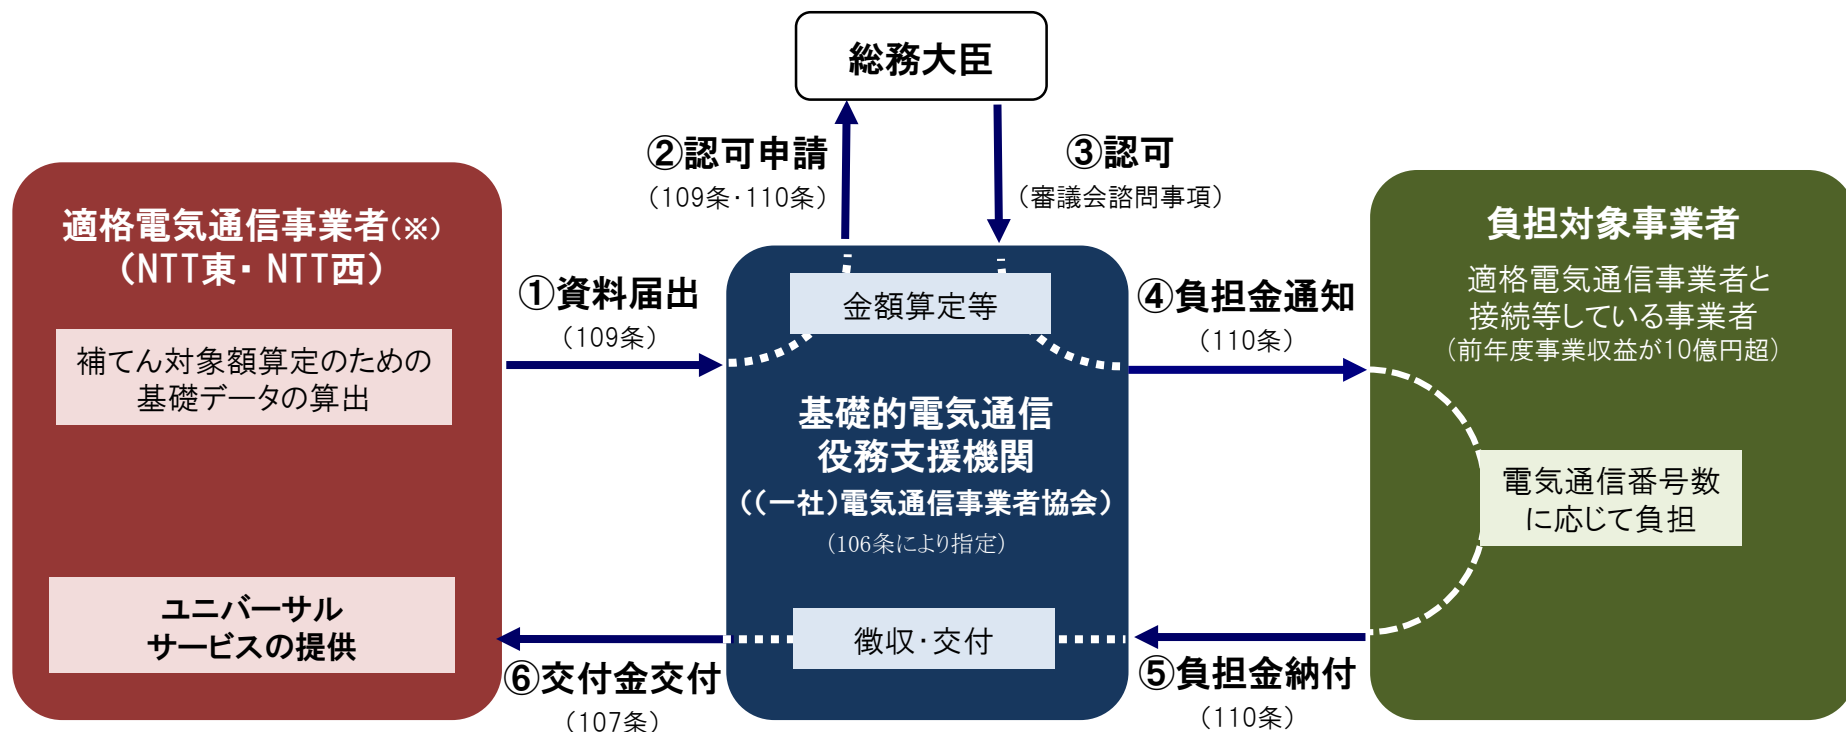 総務大臣
②認可申請
（109条・110条）
③認可
（審議会諮問事項）
適格電気通信事業者(※)
（NTT東・ NTT西）
補てん対象額算定のための
基礎データの算出
ユニバーサル
サービスの提供
①資料届出
（109条）
金額算定等
基礎的電気通信
役務支援機関
（（一社）電気通信事業者協会）
（106条により指定）
徴収・交付
④負担金通知
（110条）
負担対象事業者
適格電気通信事業者と
接続等している事業者
（前年度事業収益が10億円超）
電気通信番号数
に応じて負担
⑤負担金納付
（110条）
⑥交付金交付
（107条）